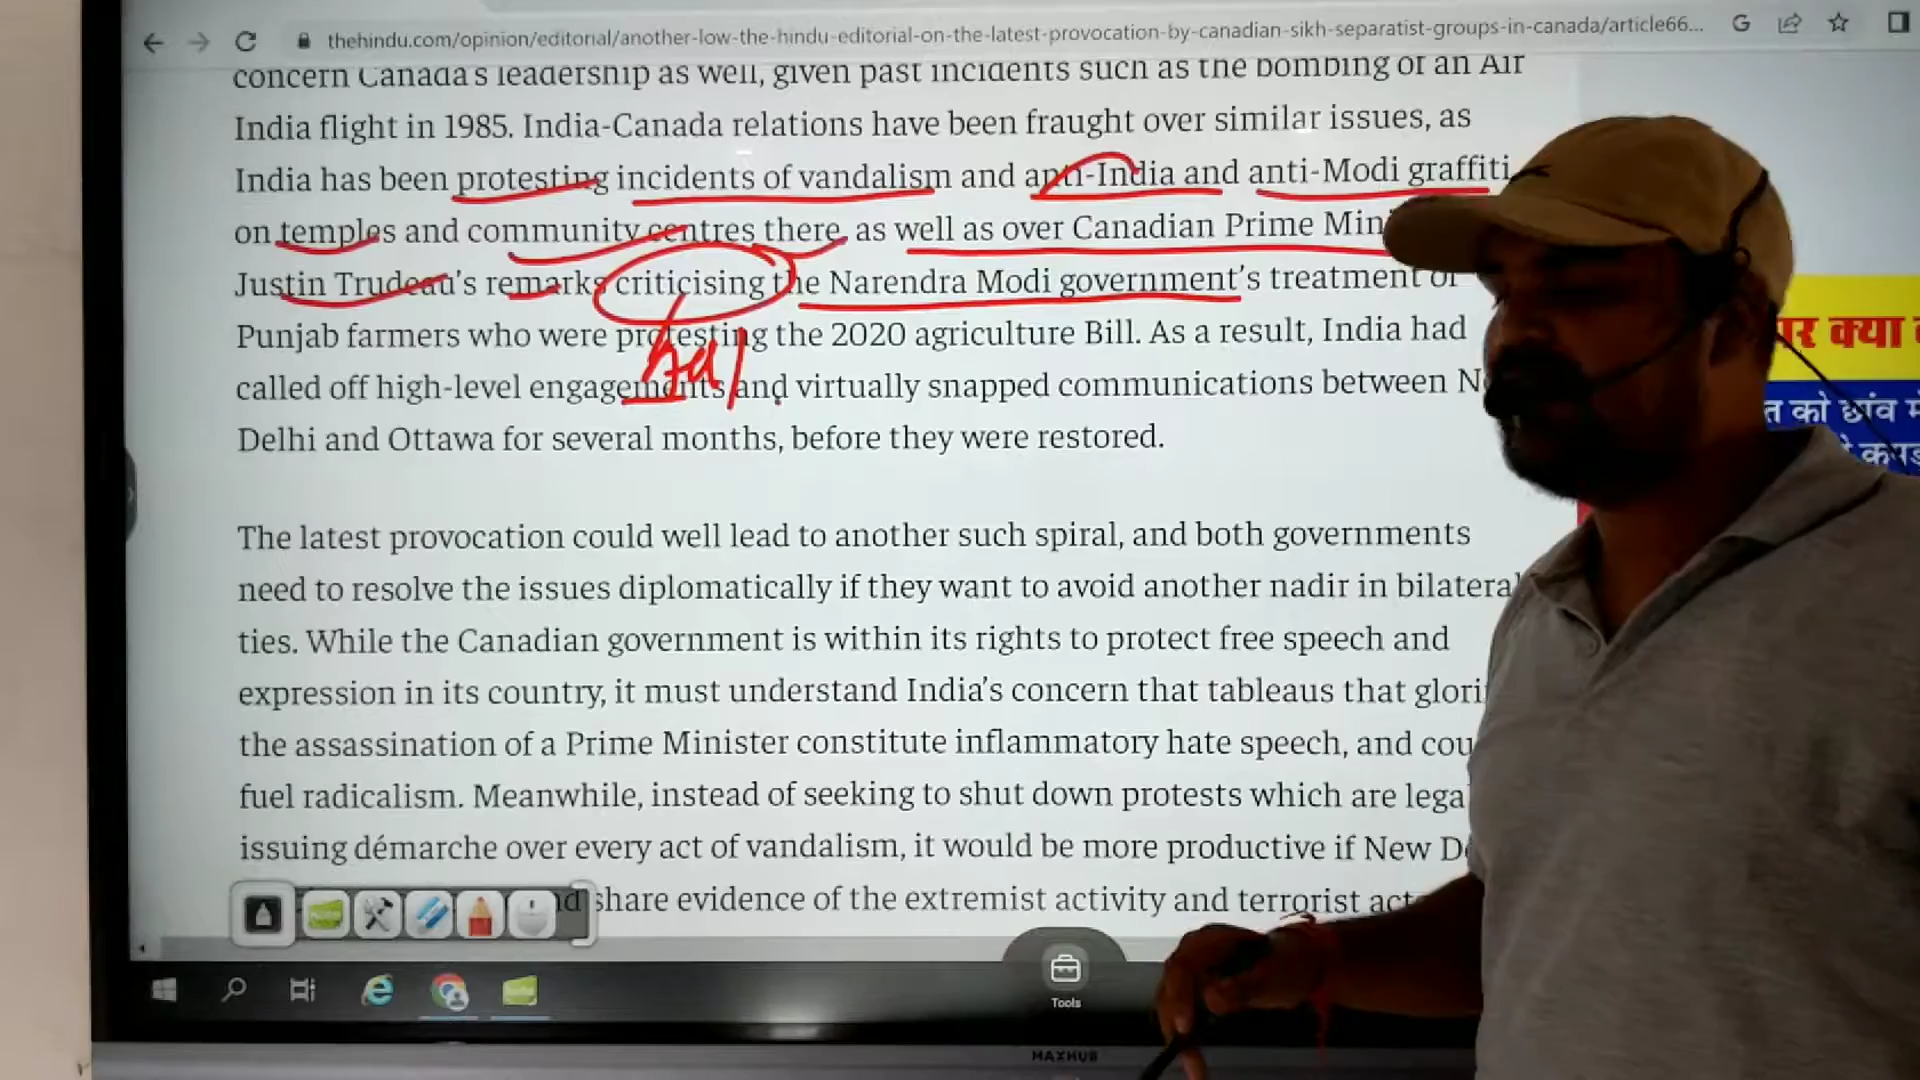 thehindu.com/opinion/editorial/another-low-the-hindu-editorial-on-the-latest-provocation-by-canadian-sikh-separatist-groups-in-canada/article66...
concern Canada's leadership as well, given past incidents such as the bombing of an Air
India flight in 1985. India-Canada relations have been fraught over similar issues, as
India has been protesting incidents of vandalism and anti-India and anti-Modi graffiti
on temples and community centres there, as well as over Canadian Prime Min
Justin Trudeau's remarks criticising the Narendra Modi government's treatment of
Punjab farmers who were protesting the 2020 agriculture Bill. As a result, India had
called off high-level engagements and virtually snapped communications between N
Delhi and Ottawa for several months, before they were restored.
The latest provocation could well lead to another such spiral, and both governments
need to resolve the issues diplomatically if they want to avoid another nadir in bilateral
ties. While the Canadian government is within its rights to protect free speech and
expression in its country, it must understand India's concern that tableaus that glori
the assassination of a Prime Minister constitute inflammatory hate speech, and cou
fuel radicalism. Meanwhile, instead of seeking to shut down protests which are lega
issuing démarche over every act of vandalism, it would be more productive if New De
share evidence of the extremist activity and terrorist act
क्या
को छांव में
Tools
MAXHUB